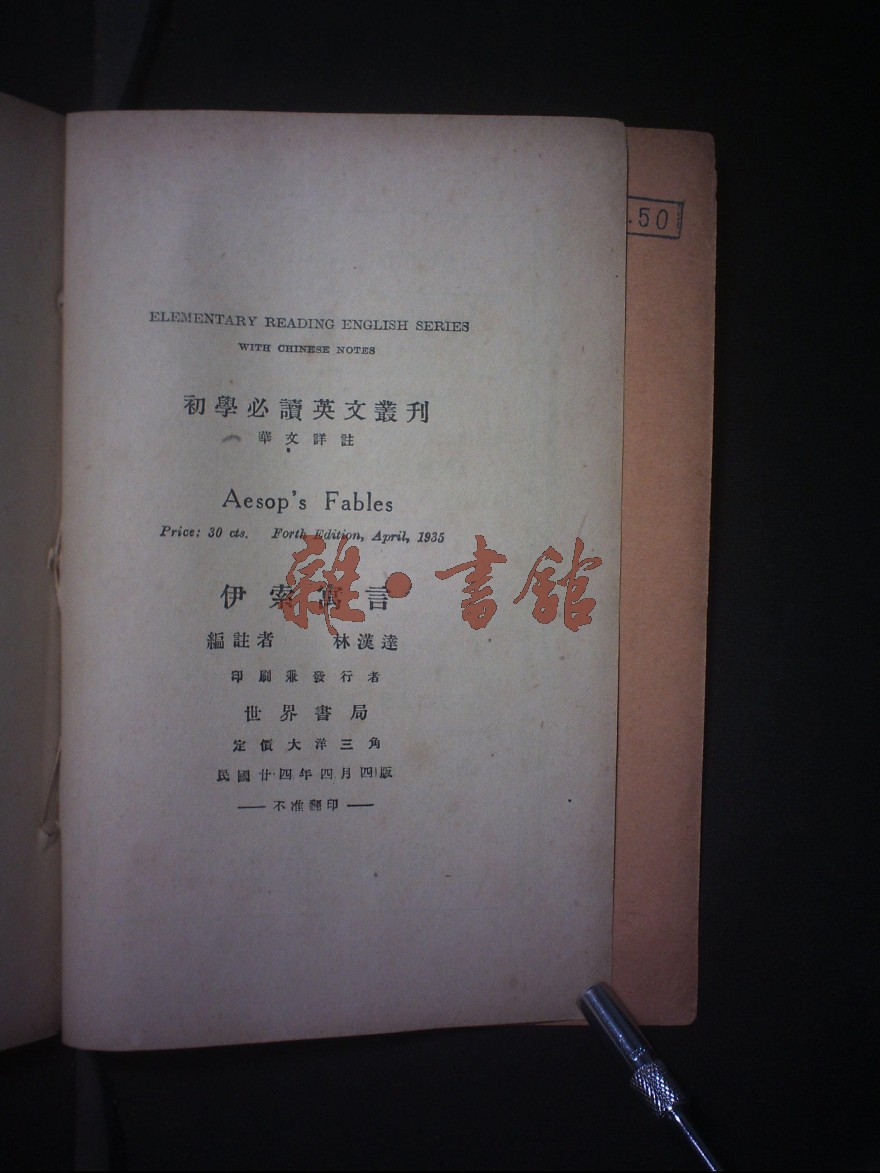 .50
ELEMENTARY READING ENGLISH SERIES
WITH CHINESE NOTES
初學必讀英文叢刊
華文詳註
Aesop's Fables
Price: 30 cts. Forth Edition, April, 1935
雜·書館
伊索寓言
編註者 林漢達
印刷兼發行者
世界書局
定價大洋三角
民國廿四年四月四版
——不准翻印——